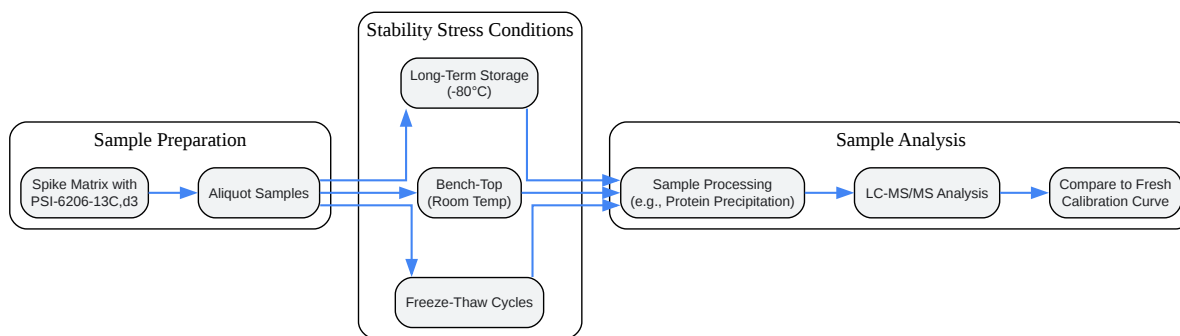 Sample Preparation
Spike Matrix with
PSI-6206-13C,d3
Aliquot Samples
Stability Stress Conditions
Long-Term Storage
(-80°C)
Bench-Top
(Room Temp)
Freeze-Thaw Cycles
Sample Analysis
Sample Processing
(e.g., Protein Precipitation)
LC-MS/MS Analysis
Compare to Fresh
Calibration Curve